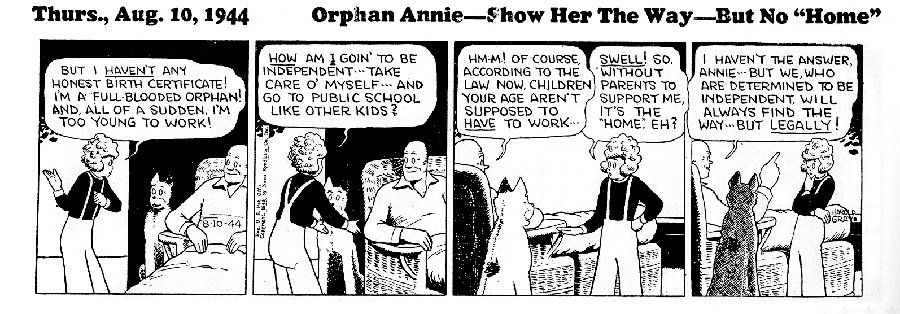 Thurs., Aug. 10, 1944
Orphan Annie—Show Her The Way—But No "Home"
BUT I HAVEN'T ANY
HONEST BIRTH CERTIFICATE!
I'M A FULL-BLOODED ORPHAN!
AND, ALL OF A SUDDEN, I'M
TOO YOUNG TO WORK!
8-10-44
HOW AM I GOIN' TO BE
INDEPENDENT--TAKE
CARE O' MYSELF--- AND
GO TO PUBLIC SCHOOL
LIKE OTHER KIDS?
HM-M! OF COURSE,
ACCORDING TO THE
LAW NOW, CHILDREN
YOUR AGE AREN'T
SUPPOSED TO
HAVE TO WORK---
SWELL! SO,
WITHOUT
PARENTS TO
SUPPORT ME,
IT'S THE
"HOME", EH?
I HAVEN'T THE ANSWER,
ANNIE-- BUT WE, WHO
ARE DETERMINED TO BE
INDEPENDENT, WILL
ALWAYS FIND THE
WAY--BUT LEGALLY!
HAROLD
GRAY